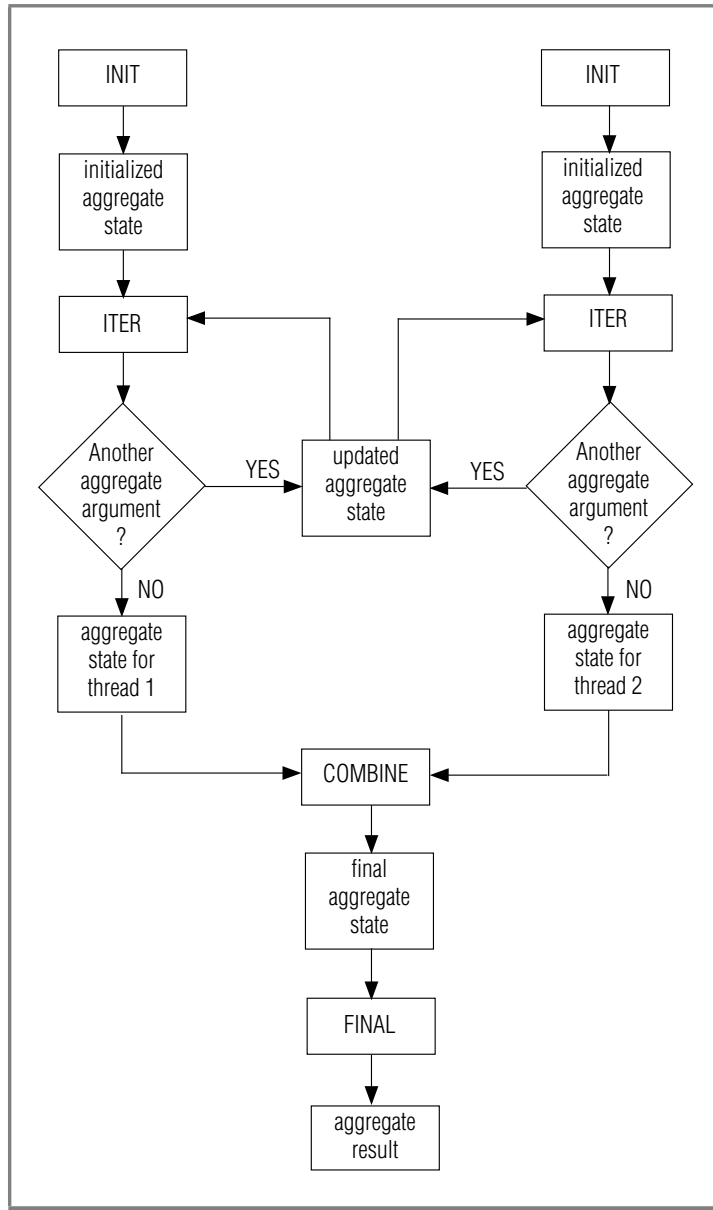 INIT
INIT
initialized
aggregate
state
initialized
aggregate
state
ITER
ITER
Another
aggregate
argument
?
YES
updated
aggregate
state
YES
Another
aggregate
argument
?
NO
NO
aggregate
state for
thread 1
aggregate
state for
thread 2
COMBINE
final
aggregate
state
FINAL
aggregate
result